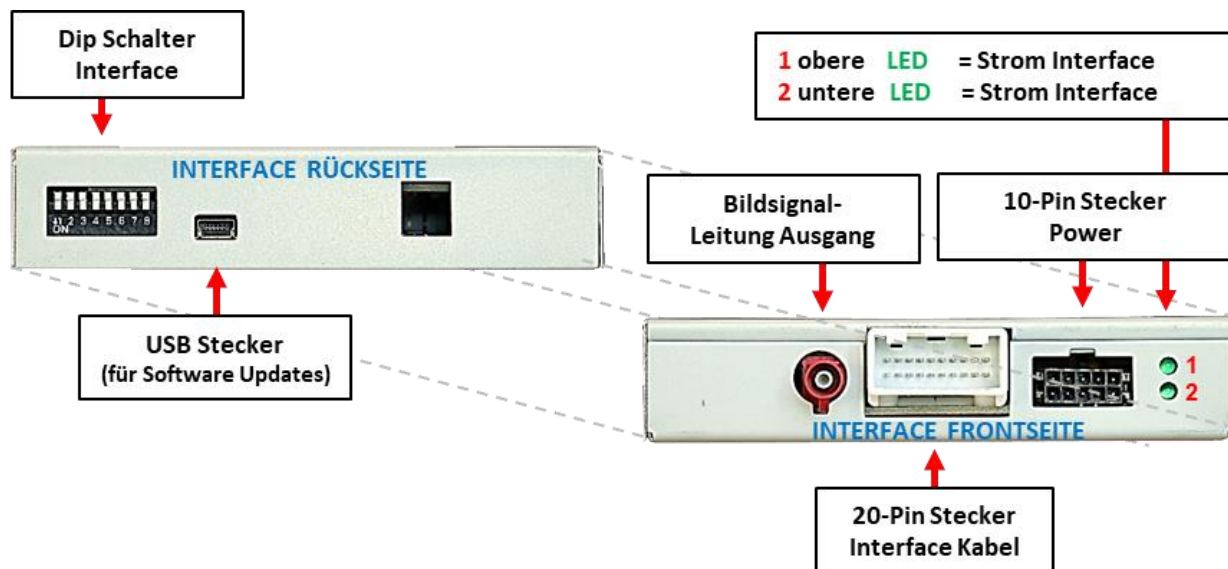 Dip Schalter
Interface
1 obere LED = Strom Interface
2 untere LED = Strom Interface
INTERFACE RÜCKSEITE
1 2 3 4 5 6 7 8
ON
Bildsignal-
Leitung Ausgang
10-Pin Stecker
Power
USB Stecker
(für Software Updates)
1
2
INTERFACE FRONTSEITE
20-Pin Stecker
Interface Kabel